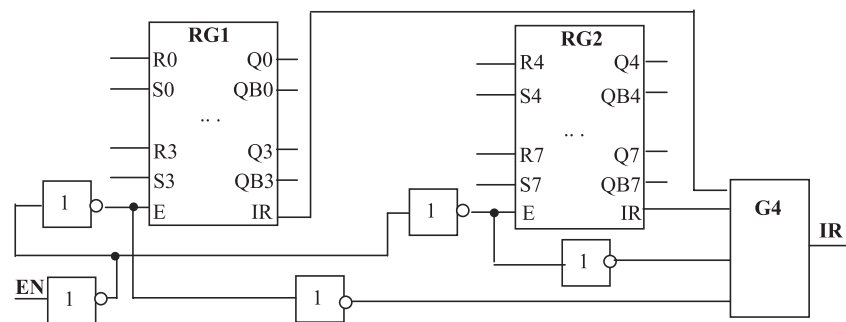 RG1
R0 Q0
S0 QB0
...
R3 Q3
S3 QB3
E IR
RG2
R4 Q4
S4 QB4
...
R7 Q7
S7 QB7
E IR
1
1
G4
IR
1
EN
1
1